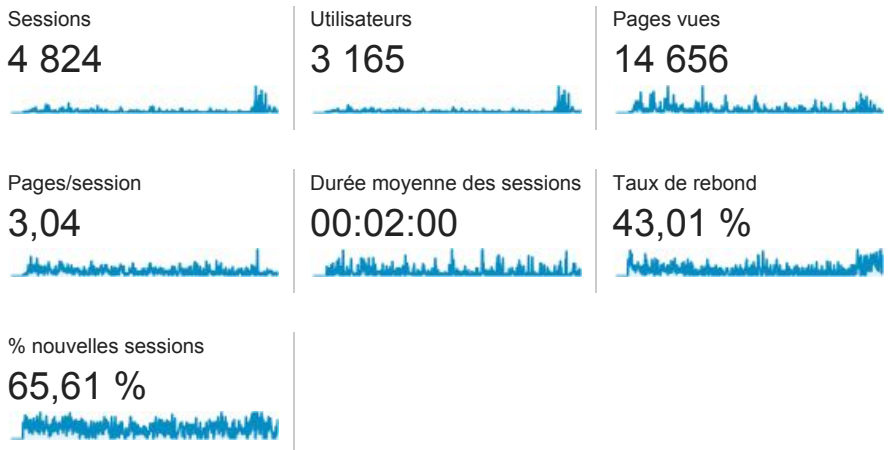 Sessions
4 824
Utilisateurs
3 165
Pages vues
14 656
Pages/session
3,04
Durée moyenne des sessions
00:02:00
Taux de rebond
43,01 %
% nouvelles sessions
65,61 %